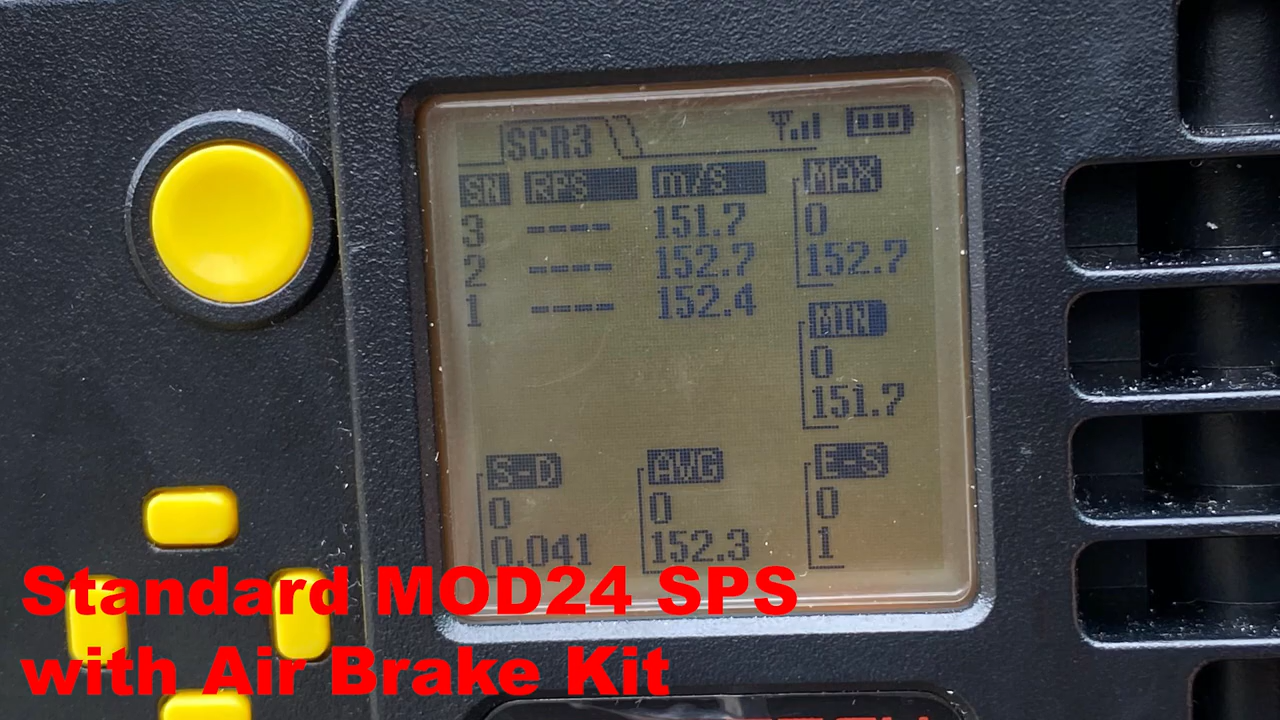 SCR3
SN RPS m/s MAX
3 ---- 151.7 0
2 ---- 152.7 152.7
1 ---- 152.4
MIN
0
151.7
S-D AWG E-S
0 0 0
0.041 152.3 1
Standard MOD24 SPS
with Air Brake Kit